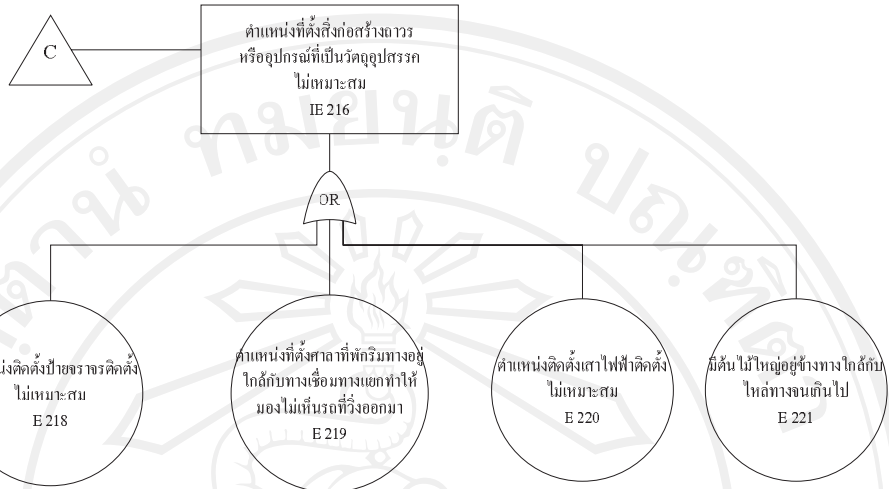 C
ตำแหน่งที่ตั้งสิ่งก่อสร้างถาวร
หรืออุปกรณ์ที่เป็นวัตถุอุปสรรค
ไม่เหมาะสม
IE 216
OR
น่งติดตั้งป้ายจราจรติดตั้ง
ไม่เหมาะสม
E 218
ตำแหน่งที่ตั้งศาลาที่พักริมทางอยู่
ใกล้กับทางเชื่อมทางแยกทำให้
มองไม่เห็นรถที่วิ่งออกมา
E 219
ตำแหน่งติดตั้งเสาไฟฟ้าติดตั้ง
ไม่เหมาะสม
E 220
มีต้นไม้ใหญ่อยู่ข้างทางใกล้กับ
ไหล่ทางจนเกินไป
E 221